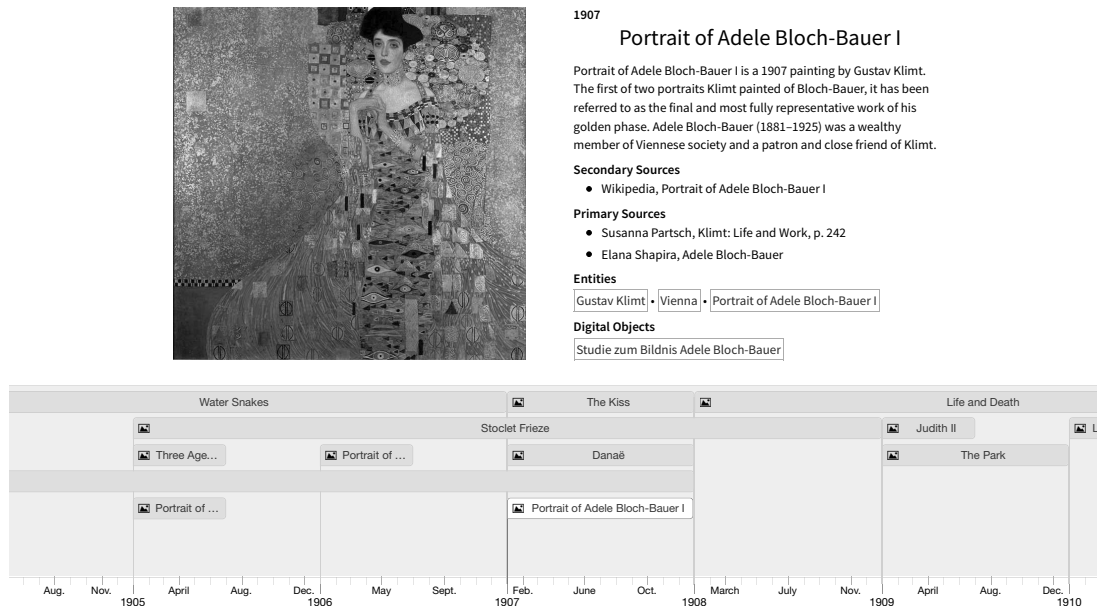 1907
Portrait of Adele Bloch-Bauer I
Portrait of Adele Bloch-Bauer I is a 1907 painting by Gustav Klimt.
The first of two portraits Klimt painted of Bloch-Bauer, it has been
referred to as the final and most fully representative work of his
golden phase. Adele Bloch-Bauer (1881–1925) was a wealthy
member of Viennese society and a patron and close friend of Klimt.
Secondary Sources
• Wikipedia, Portrait of Adele Bloch-Bauer I
Primary Sources
• Susanna Partsch, Klimt: Life and Work, p. 242
• Elana Shapira, Adele Bloch-Bauer
Entities
Gustav Klimt • Vienna • Portrait of Adele Bloch-Bauer I
Digital Objects
Studie zum Bildnis Adele Bloch-Bauer
Water Snakes The Kiss Life and Death
Stoclet Frieze Judith II L
Three Age... Portrait of ... Danaë The Park
Portrait of ... Portrait of Adele Bloch-Bauer I
Aug. Nov. April Aug. Dec. May Sept. Feb. June Oct. March July Nov. April Aug. Dec.
1905 1906 1907 1908 1909 1910